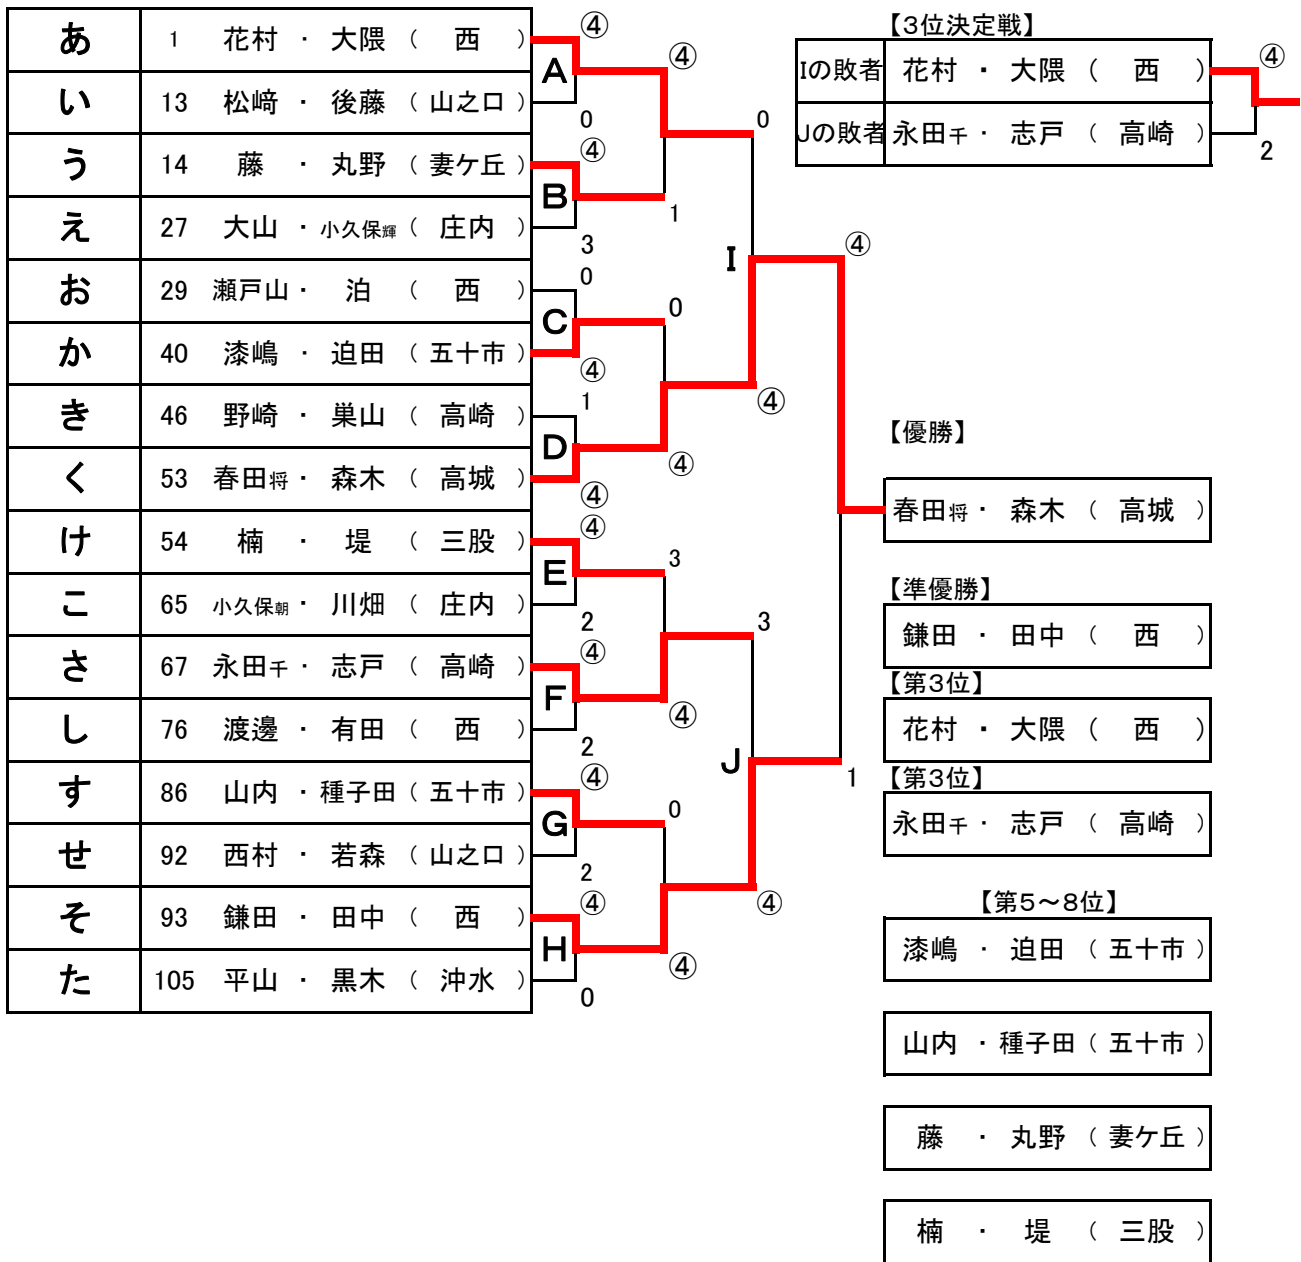 あ 1 花村 ・ 大隈 （ 西 ）
い 13 松﨑 ・ 後藤 （ 山之口 ）
う 14 藤 ・ 丸野 （ 妻ケ丘 ）
え 27 大山 ・ 小久保輝 （ 庄内 ）
お 29 瀬戸山 ・ 泊 （ 西 ）
か 40 漆嶋 ・ 迫田 （ 五十市 ）
き 46 野崎 ・ 巣山 （ 高崎 ）
く 53 春田将 ・ 森木 （ 高城 ）
け 54 楠 ・ 堤 （ 三股 ）
こ 65 小久保朝 ・ 川畑 （ 庄内 ）
さ 67 永田千 ・ 志戸 （ 高崎 ）
し 76 渡邊 ・ 有田 （ 西 ）
す 86 山内 ・ 種子田 （ 五十市 ）
せ 92 西村 ・ 若森 （ 山之口 ）
そ 93 鎌田 ・ 田中 （ 西 ）
た 105 平山 ・ 黒木 （ 沖水 ）
④
A
0
④
B
3
0
C
④
1
D
④
④
E
2
④
F
2
④
G
2
④
H
0
④
1
0
④
3
④
0
④
0
I
④
3
J
④
④
1
【3位決定戦】
Iの敗者 花村 ・ 大隈 （ 西 ）
Jの敗者 永田千 ・ 志戸 （ 高崎 ）
④
2
【優勝】
春田将 ・ 森木 （ 高城 ）
【準優勝】
鎌田 ・ 田中 （ 西 ）
【第3位】
花村 ・ 大隈 （ 西 ）
【第3位】
永田千 ・ 志戸 （ 高崎 ）
【第5～8位】
漆嶋 ・ 迫田 （ 五十市 ）
山内 ・ 種子田 （ 五十市 ）
藤 ・ 丸野 （ 妻ケ丘 ）
楠 ・ 堤 （ 三股 ）